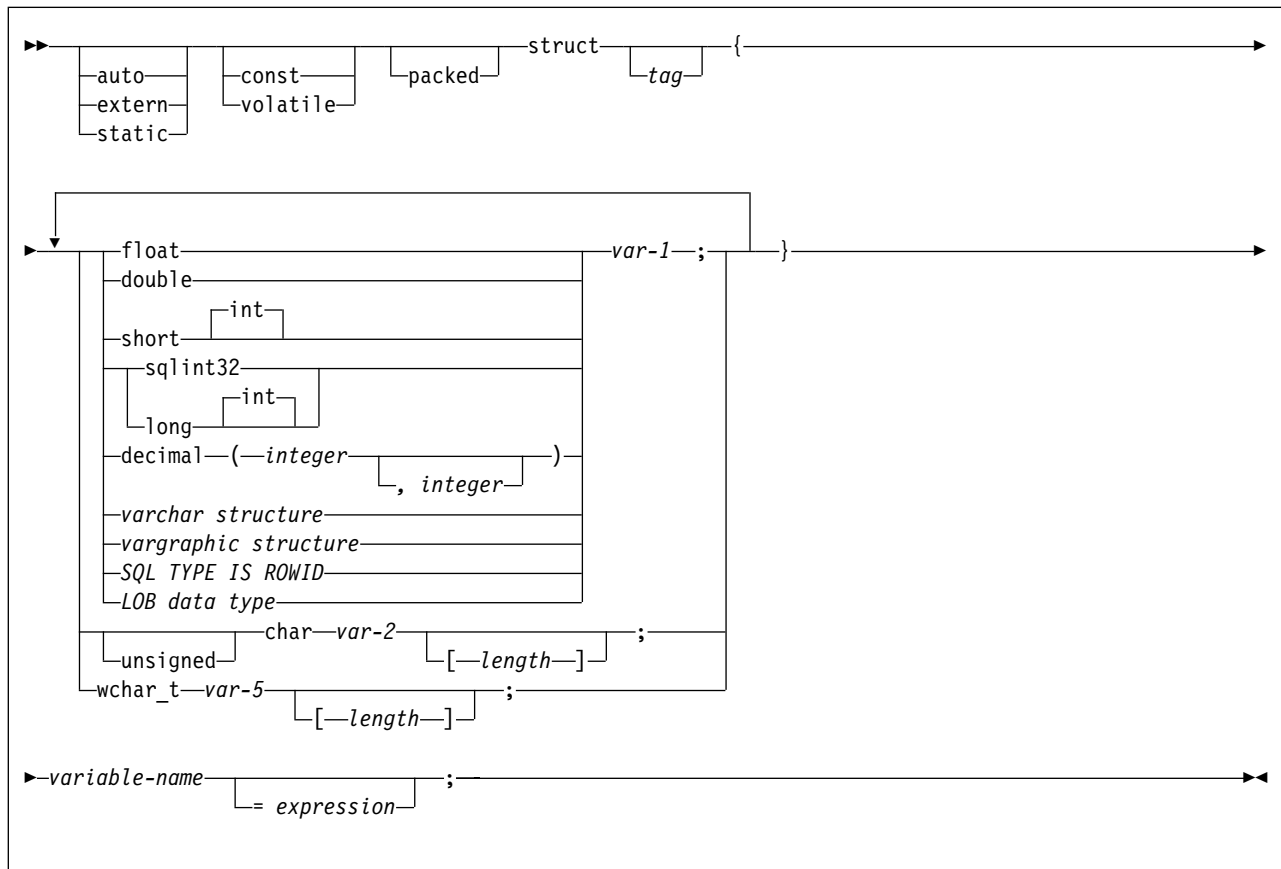 struct {
auto const packed tag
extern volatile
static
float var-1 ; }
double
int
short
sqlint32
int
long
decimal ( integer )
, integer
varchar structure
vargraphic structure
SQL TYPE IS ROWID
LOB data type
char var-2 ;
unsigned [ length ]
wchar_t var-5 ;
[ length ]
variable-name ;
= expression